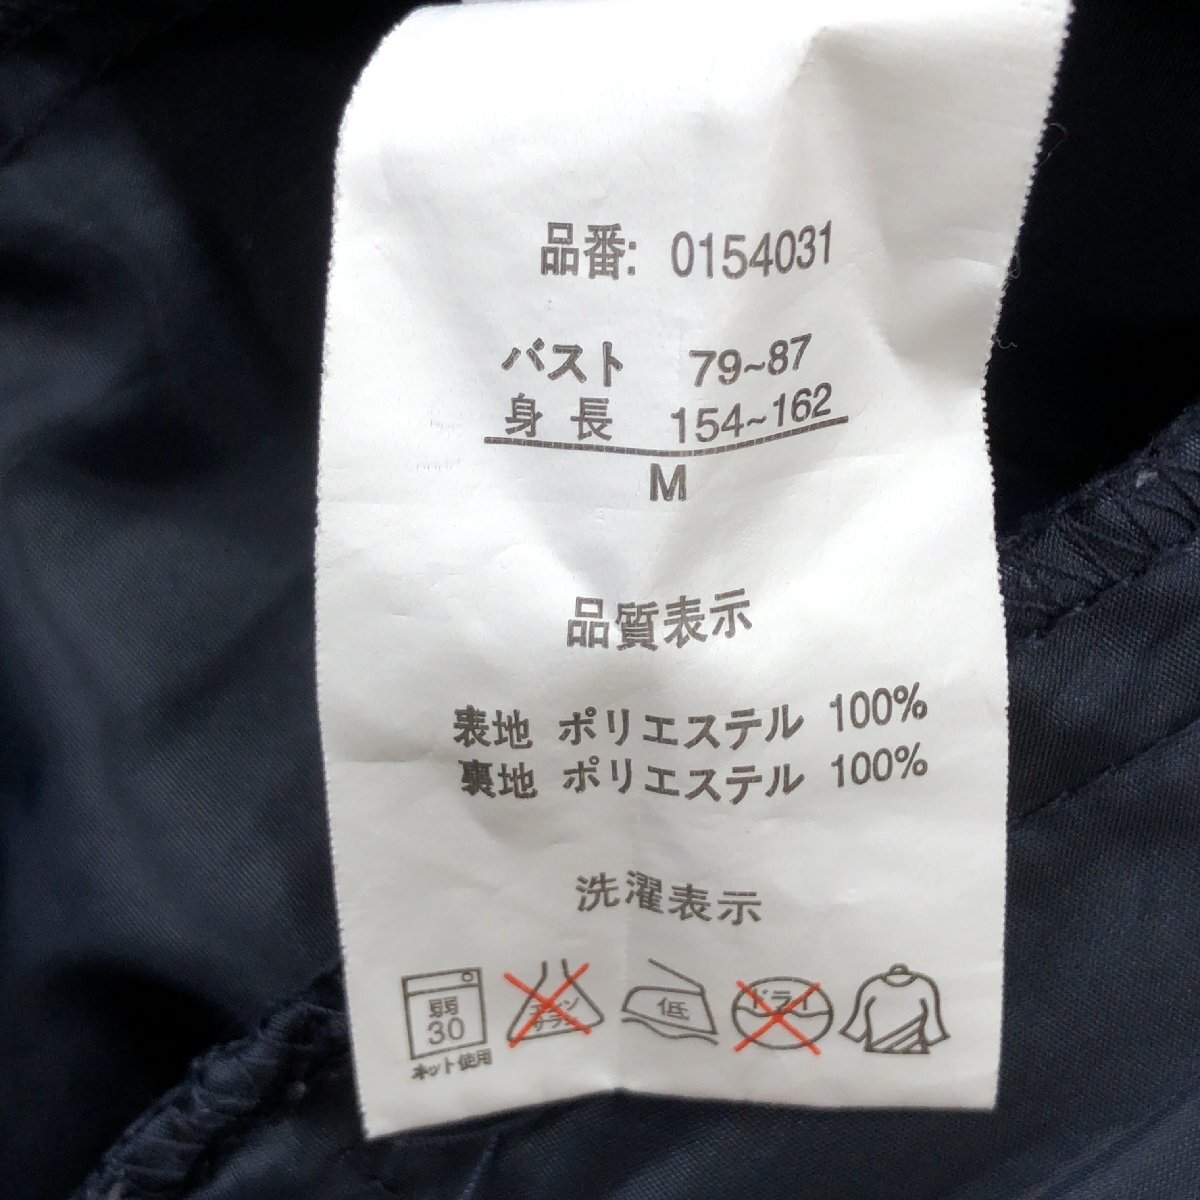 品番: 0154031
バスト 79~87
身長 154~162
M
品質表示
表地 ポリエステル 100%
裏地 ポリエステル 100%
洗濯表示
弱
30
ネット使用
エンソ
サラシ
低
ドライ